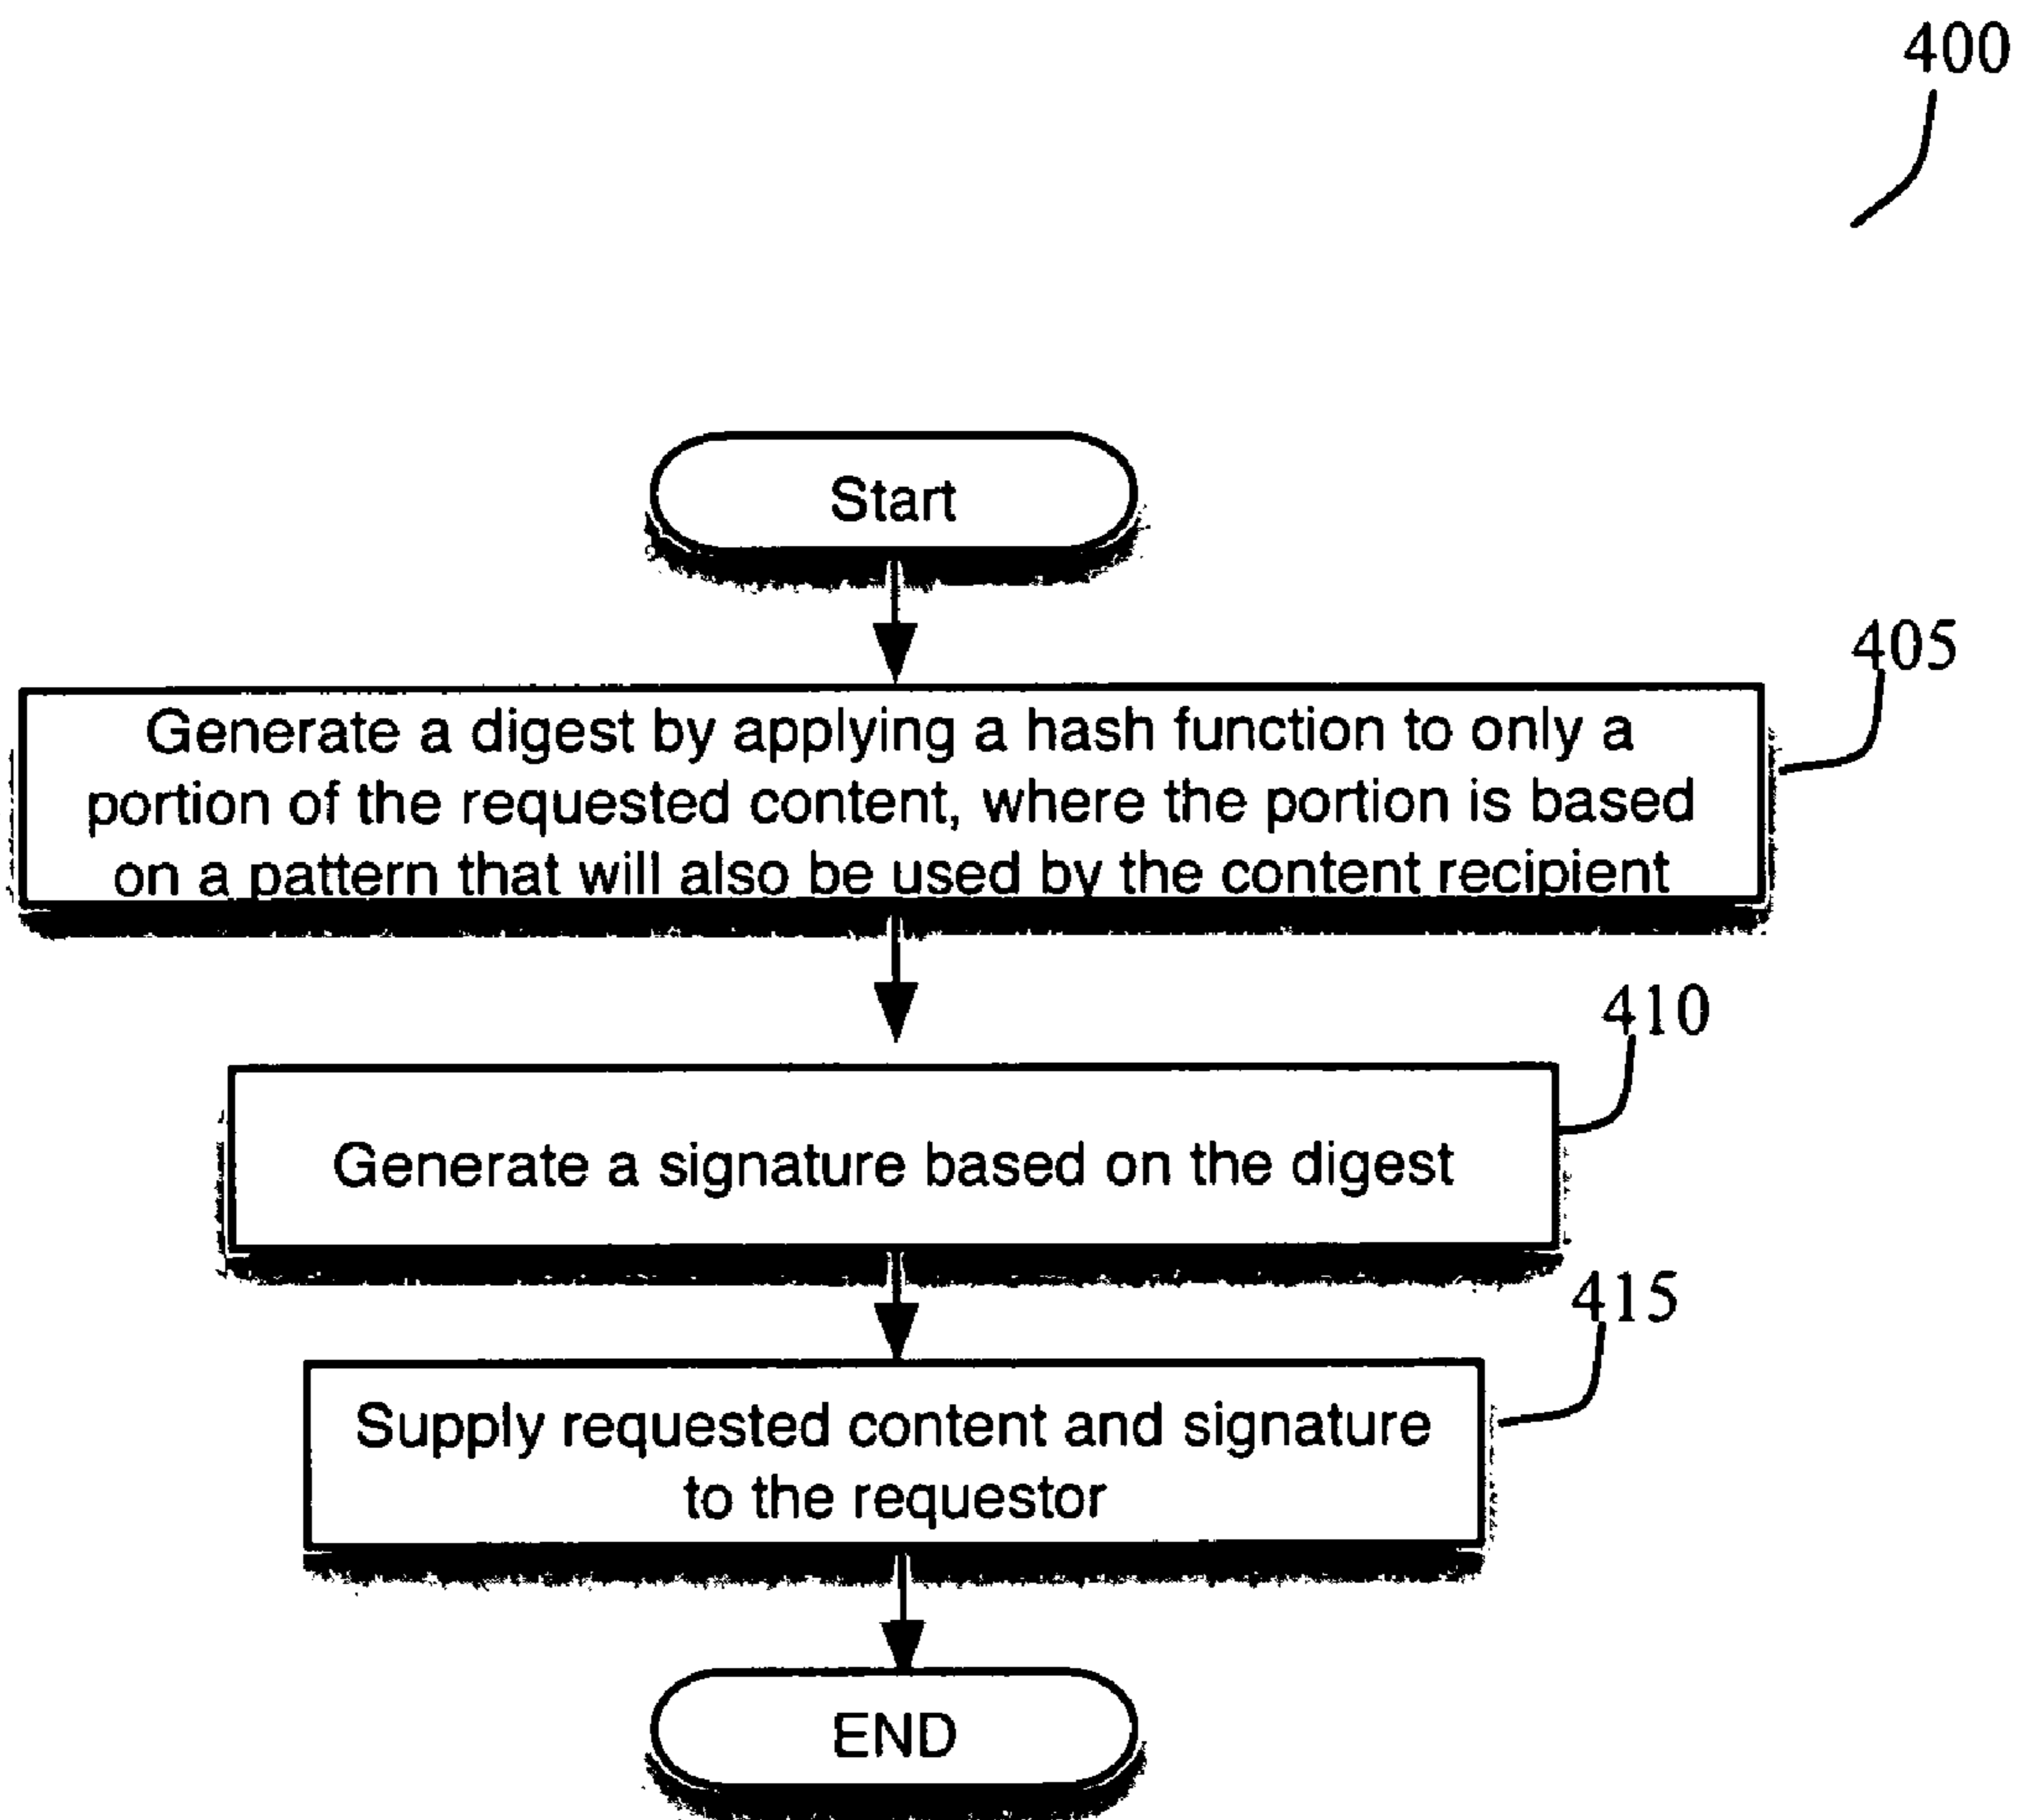 400
Start
405
Generate a digest by applying a hash function to only a
portion of the requested content, where the portion is based
on a pattern that will also be used by the content recipient
410
Generate a signature based on the digest
415
Supply requested content and signature
to the requestor
END